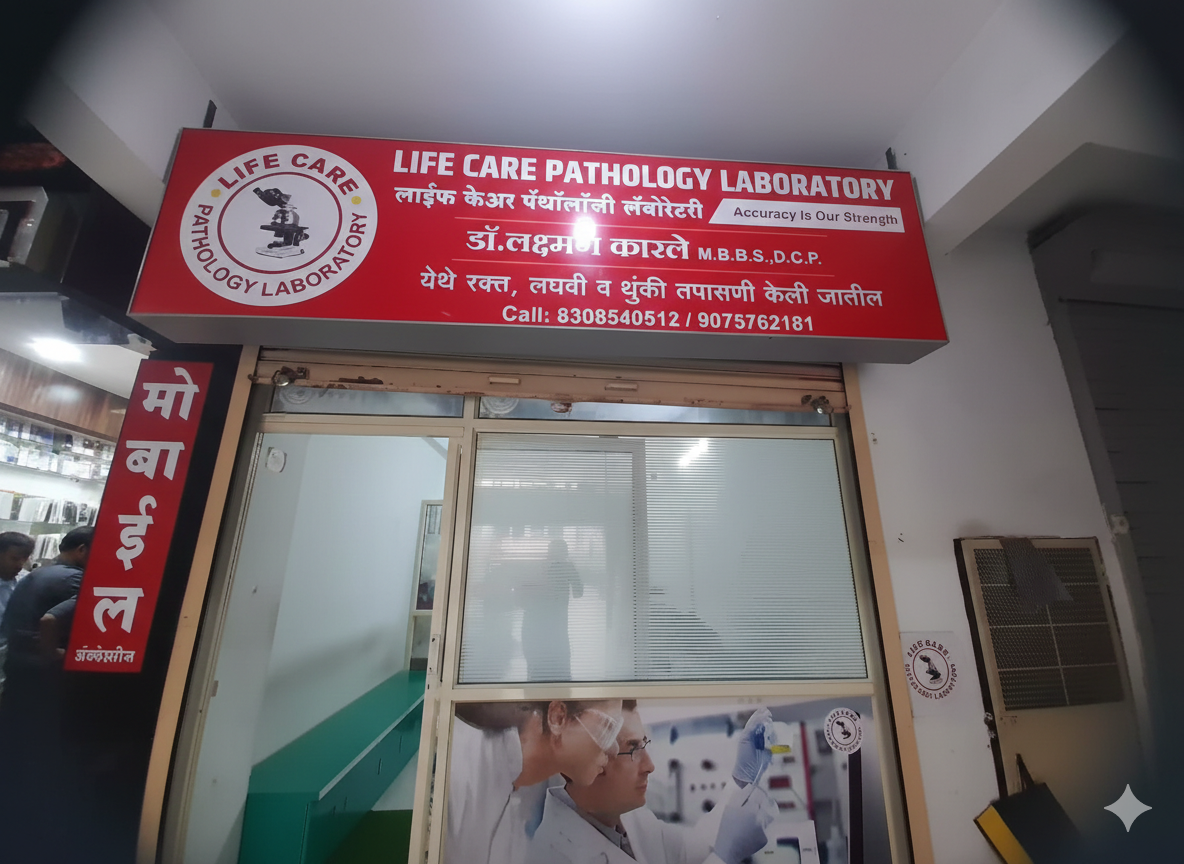 LIFE CARE
PATHOLOGY LABORATORY
LIFE CARE PATHOLOGY LABORATORY
लाईफ केअर पॅथॉलॉजी लॅबोरेटरी
Accuracy Is Our Strength
डॉ.लक्ष्मण कारले M.B.B.S.,D.C.P.
येथे रक्त, लघवी व थुंकी तपासणी केली जातील
Call: 8308540512 / 9075762181
मो
बा
ई
ल